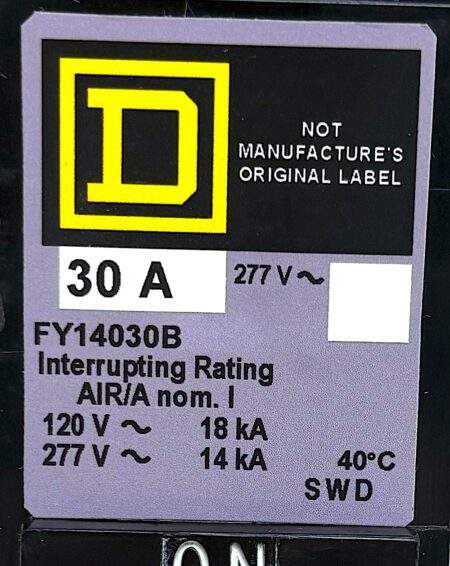 D
NOT
MANUFACTURE'S
ORIGINAL LABEL
30 A
277 V ~
FY14030B
Interrupting Rating
AIR/A nom. I
120 V ~ 18 kA
277 V ~ 14 kA 40°C
SWD
ON